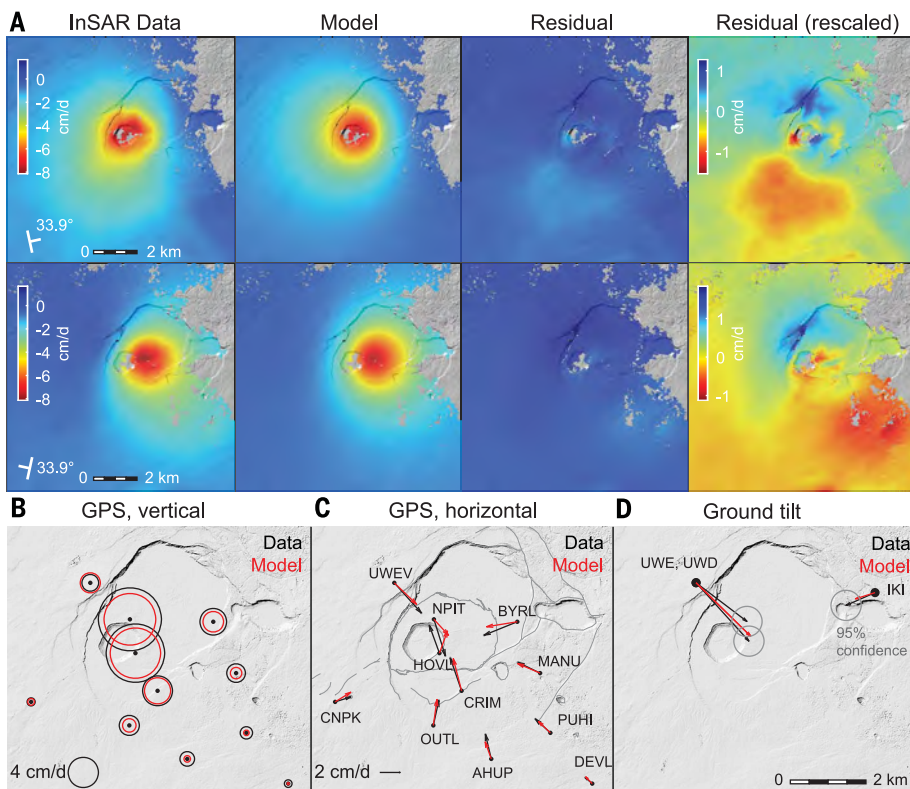 A
InSAR Data
Model
Residual
Residual (rescaled)
0
-2
-4
-6
-8
cm/d
33.9°
0 2 km
1
0
-1
cm/d
0
-2
-4
-6
-8
cm/d
33.9°
0 2 km
1
0
-1
cm/d
B
GPS, vertical
Data
Model
4 cm/d
C
GPS, horizontal
Data
Model
UWEV
NPIT
BYRL
HOVL
MANU
CRIM
CNPK
OUTL
PUHI
AHUP
DEVL
2 cm/d
D
Ground tilt
Data
Model
UWE, UWD
IKI
95%
confidence
0 2 km